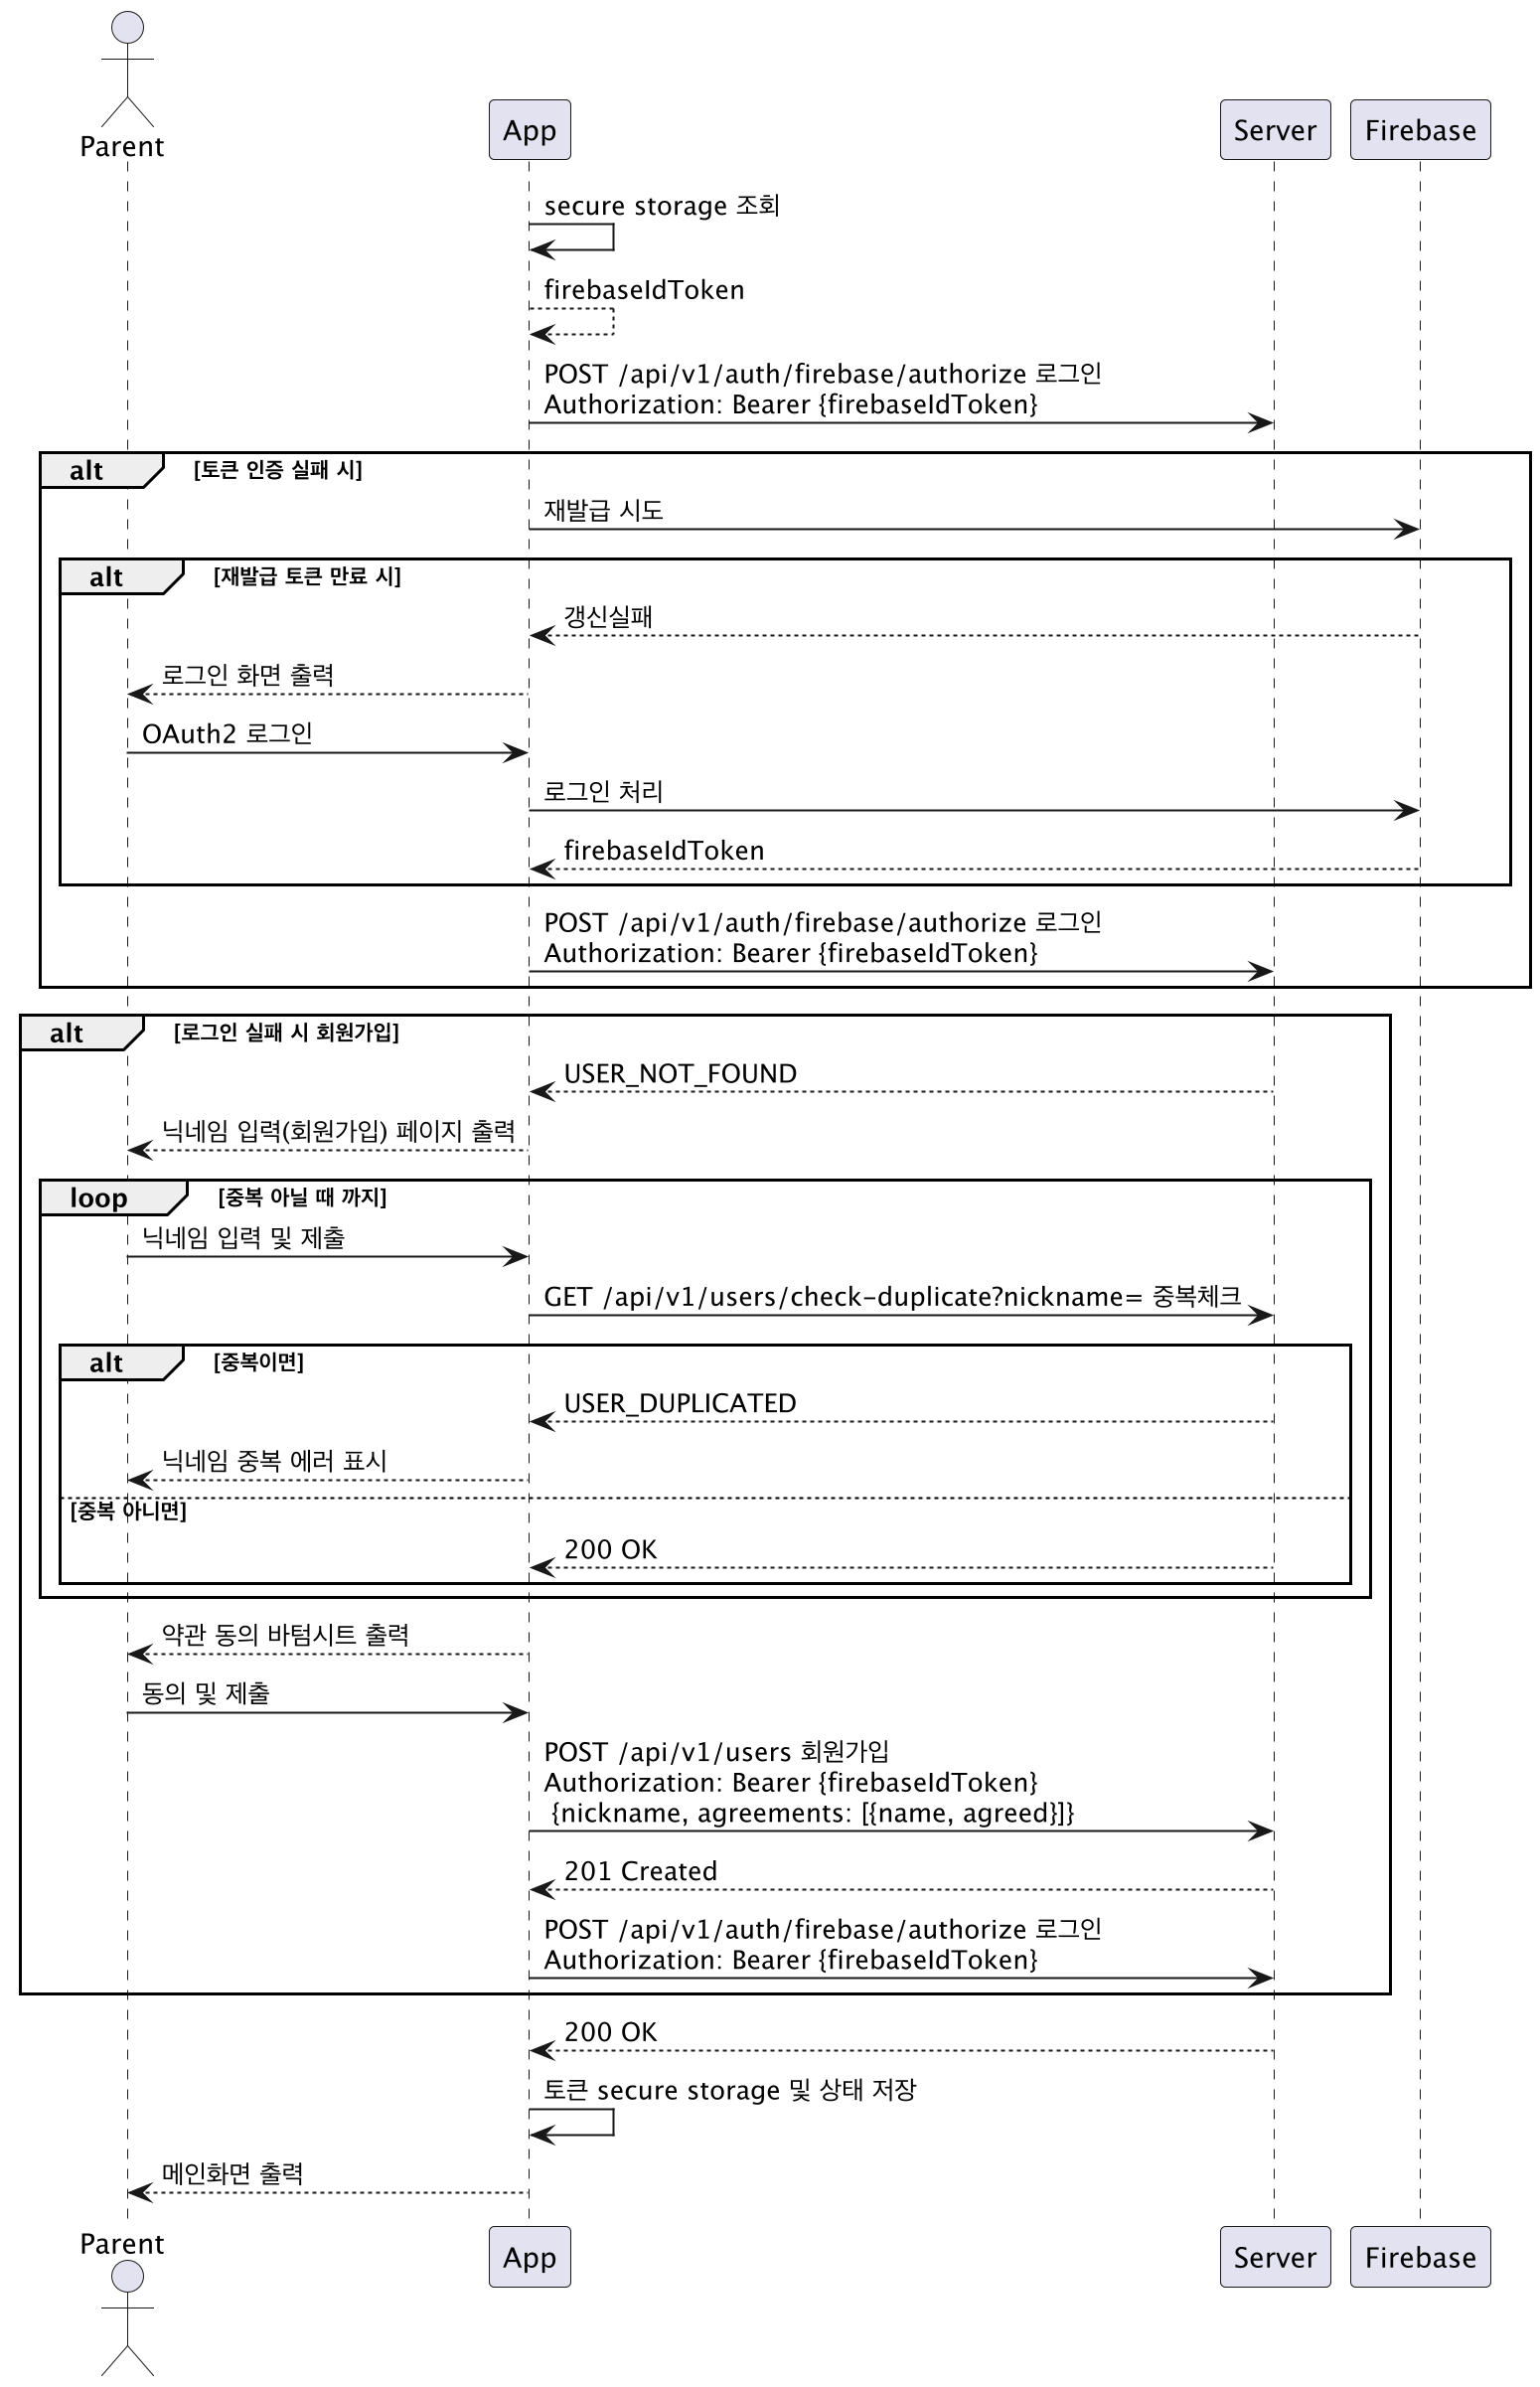 Parent
App
Server
Firebase
secure storage 조회
firebaseIdToken
POST /api/v1/auth/firebase/authorize 로그인
Authorization: Bearer {firebaseIdToken}
alt [토큰 인증 실패 시]
재발급 시도
alt [재발급 토큰 만료 시]
갱신실패
로그인 화면 출력
OAuth2 로그인
로그인 처리
firebaseIdToken
POST /api/v1/auth/firebase/authorize 로그인
Authorization: Bearer {firebaseIdToken}
alt [로그인 실패 시 회원가입]
USER_NOT_FOUND
닉네임 입력(회원가입) 페이지 출력
loop [중복 아닐 때 까지]
닉네임 입력 및 제출
GET /api/v1/users/check-duplicate?nickname= 중복체크
alt [중복이면]
USER_DUPLICATED
닉네임 중복 에러 표시
[중복 아니면]
200 OK
약관 동의 바텀시트 출력
동의 및 제출
POST /api/v1/users 회원가입
Authorization: Bearer {firebaseIdToken}
{nickname, agreements: [{name, agreed}]}
201 Created
POST /api/v1/auth/firebase/authorize 로그인
Authorization: Bearer {firebaseIdToken}
200 OK
토큰 secure storage 및 상태 저장
메인화면 출력
Parent
App
Server
Firebase